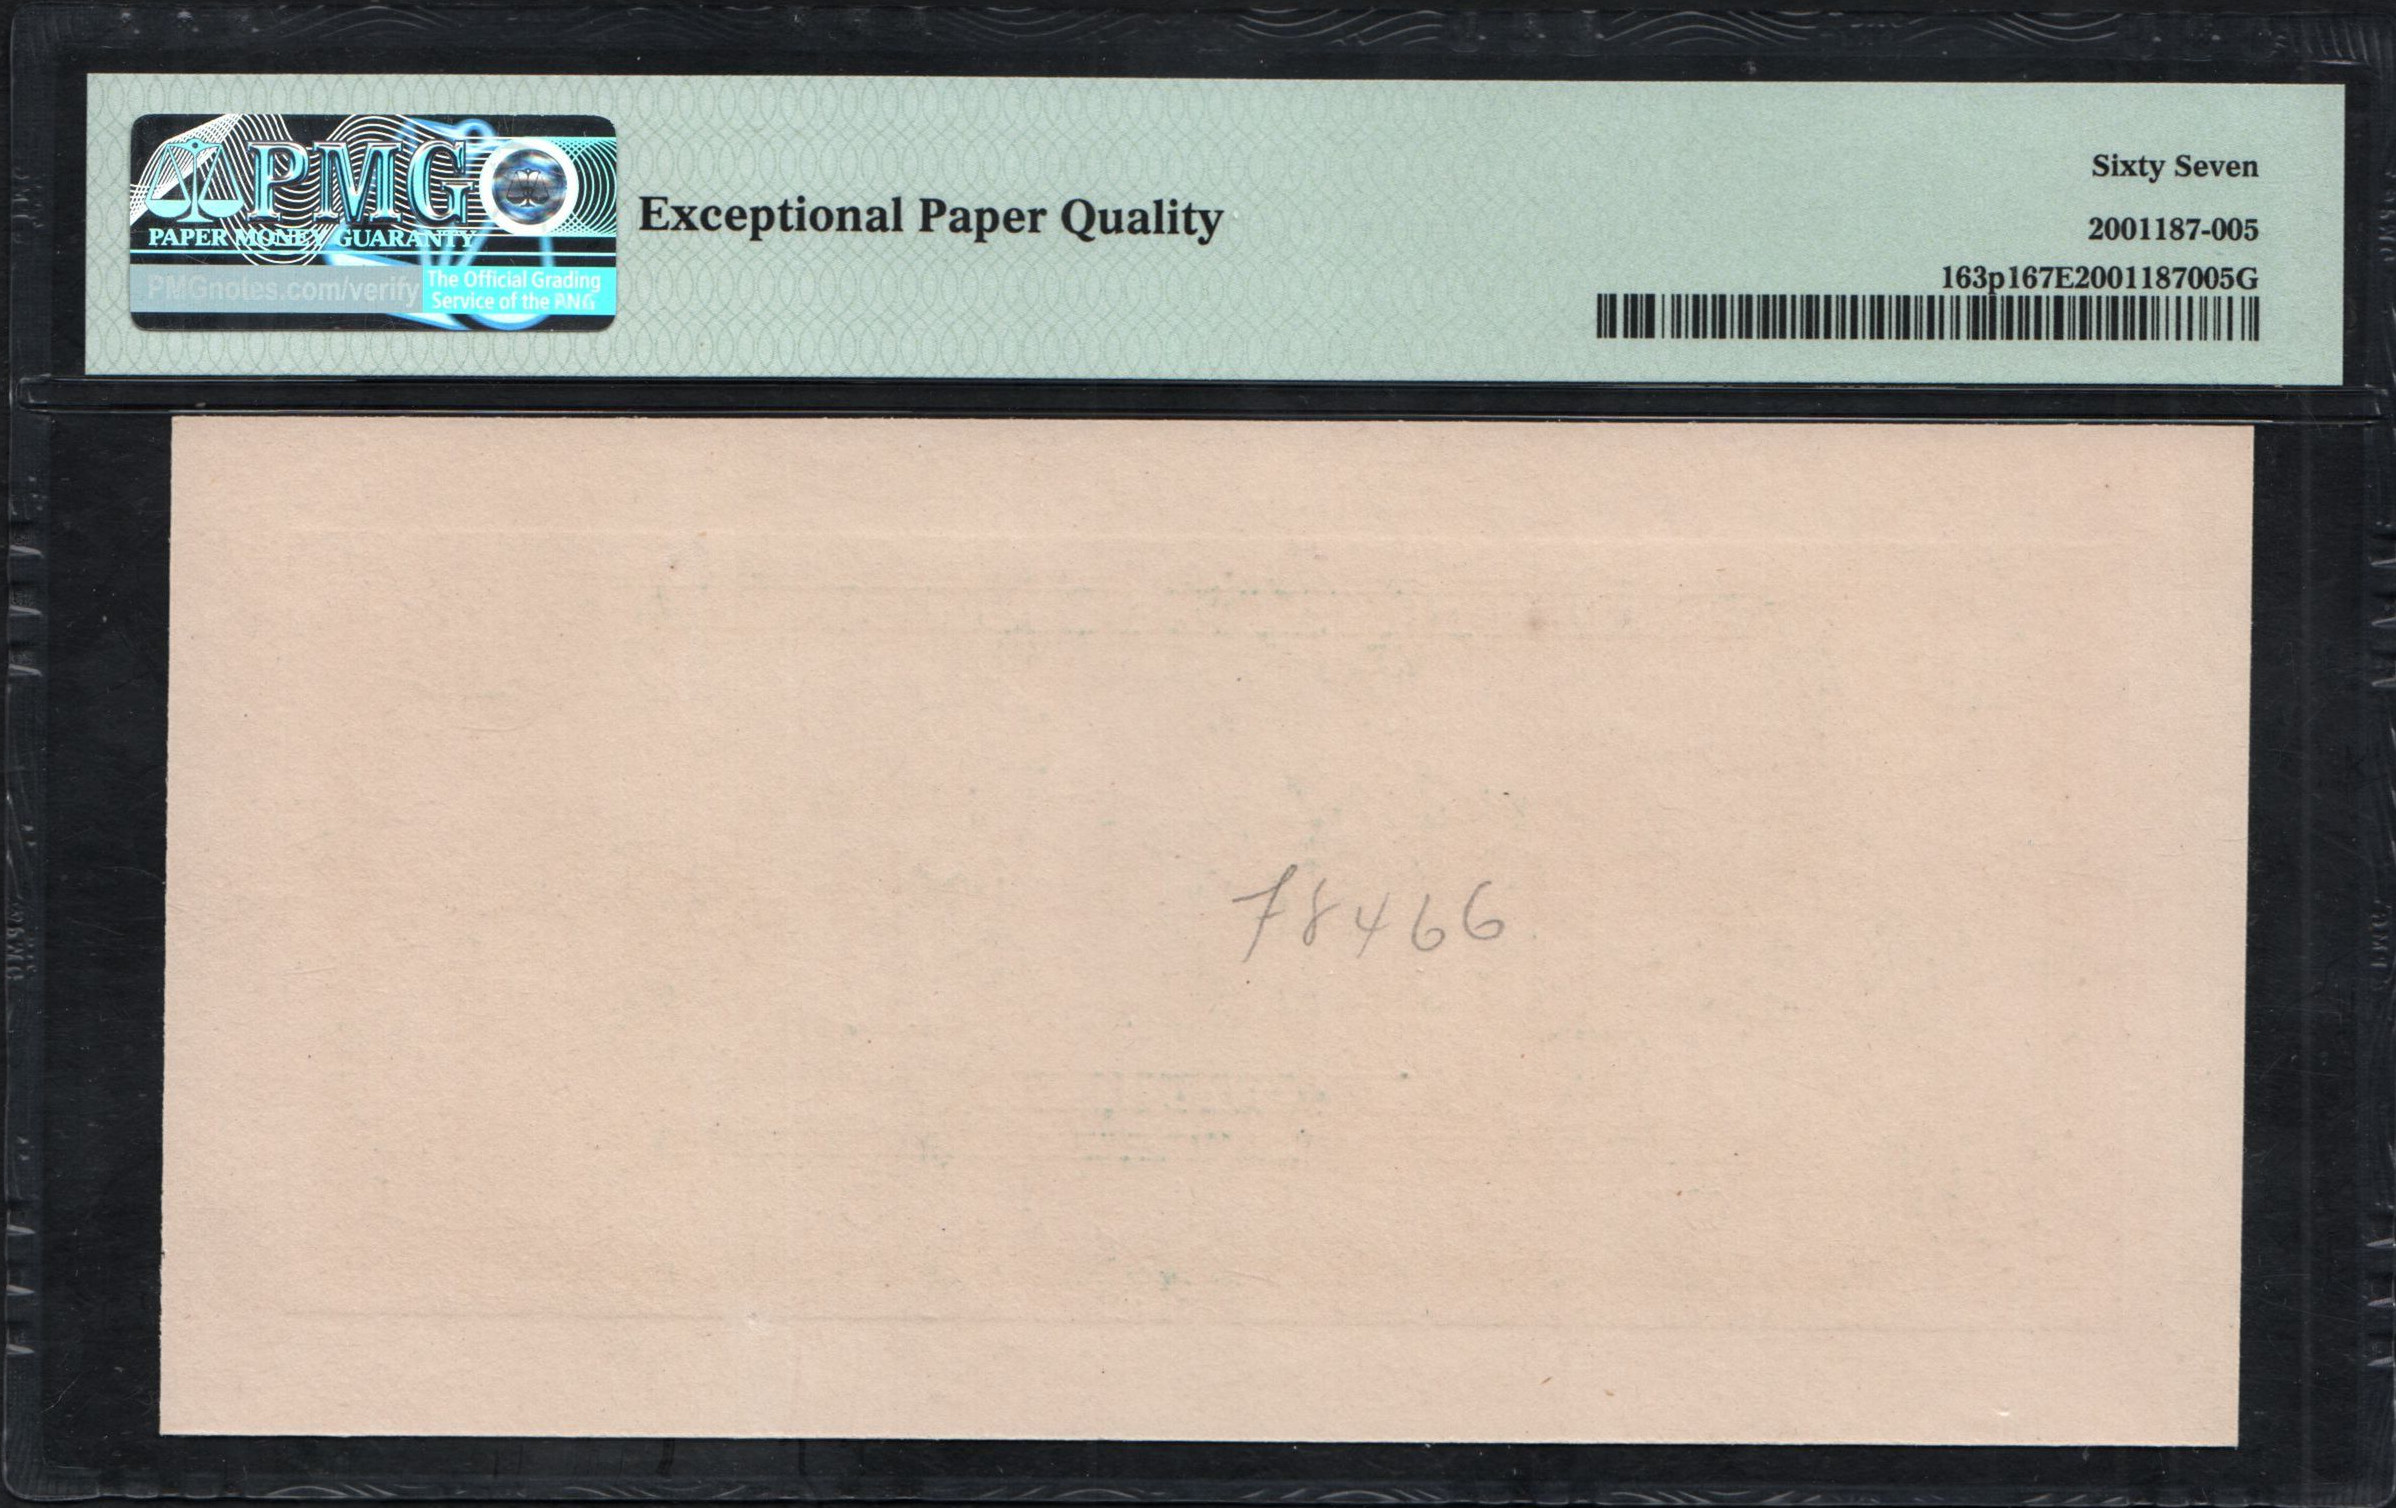 PMG
PAPER MONEY GUARANTY
PMGnotes.com/verify
The Official Grading
Service of the PNG
Exceptional Paper Quality
Sixty Seven
2001187-005
163p167E2001187005G
78466